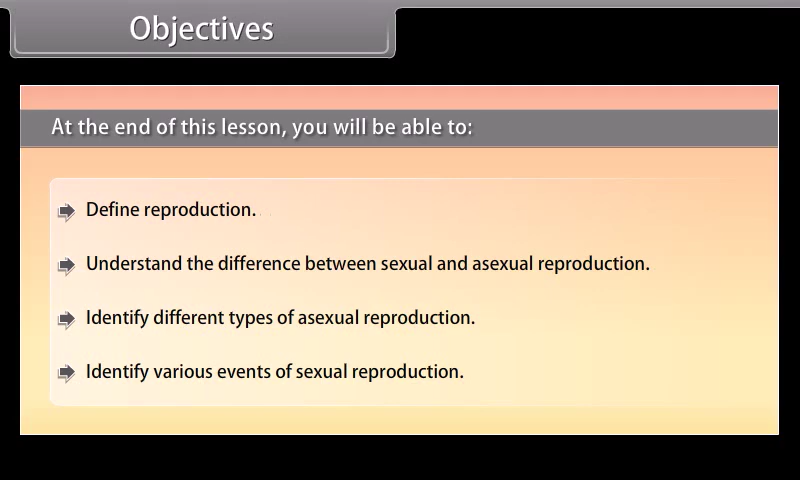 Objectives
At the end of this lesson, you will be able to:
Define reproduction.
Understand the difference between sexual and asexual reproduction.
Identify different types of asexual reproduction.
Identify various events of sexual reproduction.